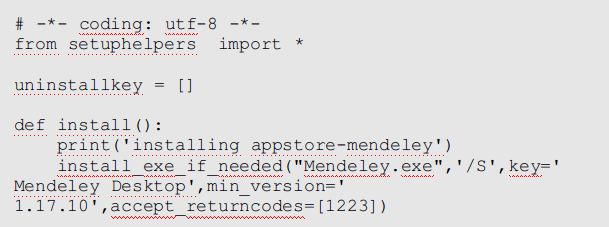 # -*- coding: utf-8 -*-
from setuphelpers  import *
uninstallkey = []
def install():
    print('installing appstore-mendeley')
    install_exe_if_needed("Mendeley.exe",'/S',key='
Mendeley Desktop',min_version='
1.17.10',accept_returncodes=[1223])